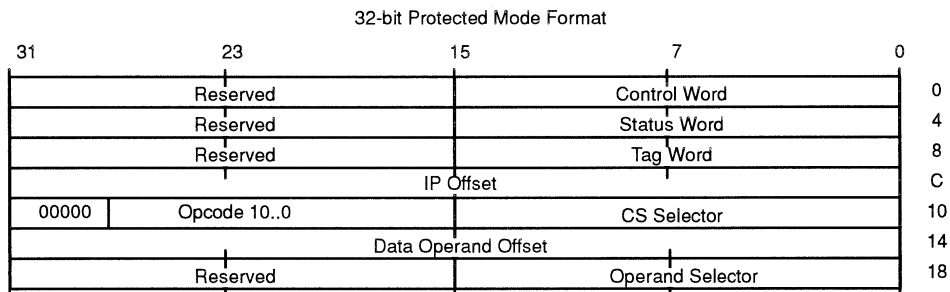 32-bit Protected Mode Format
31 23 15 7 0
Reserved Control Word 0
Reserved Status Word 4
Reserved Tag Word 8
IP Offset C
00000 Opcode 10..0 CS Selector 10
Data Operand Offset 14
Reserved Operand Selector 18